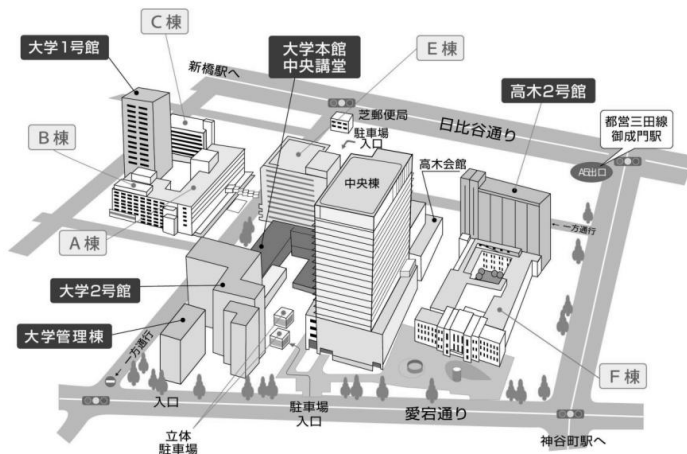 C棟
大学1号館
大学本館
中央講堂
E棟
新橋駅へ
高木2号館
芝郵便局
日比谷通り
都営三田線
御成門駅
駐車場
入口
A6出口
B棟
中央棟
高木会館
←一方通行
A棟
大学2号館
大学管理棟
←一方通行
F棟
入口
駐車場
入口
愛宕通り
立体
駐車場
神谷町駅へ